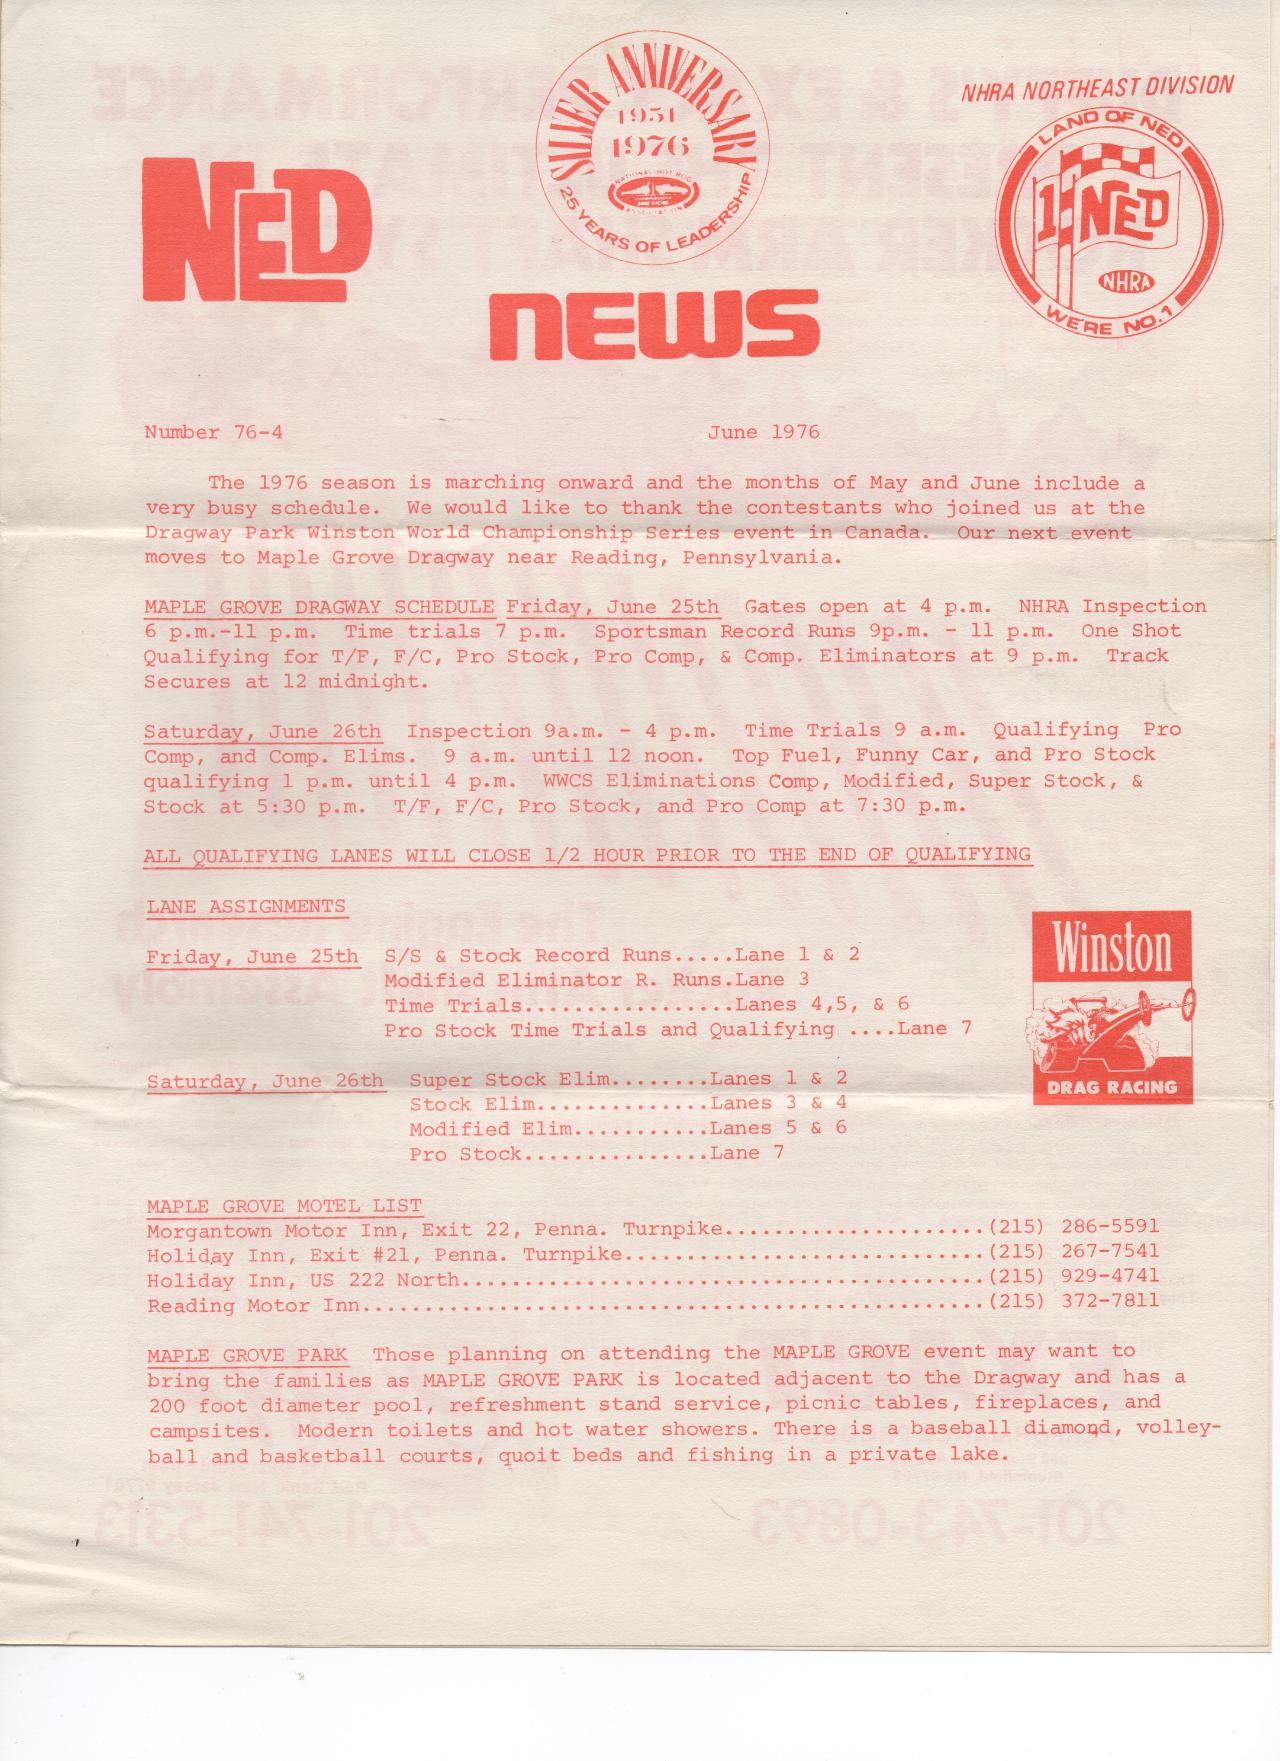 SILVER ANNIVERSARY
1951
1976
NATIONAL HOT ROD
ASSOCIATION
25 YEARS OF LEADERSHIP
NHRA NORTHEAST DIVISION
LAND OF NED
1 NED
NHRA
WE'RE NO.1
NED
NEWS
Number 76-4 June 1976
The 1976 season is marching onward and the months of May and June include a
very busy schedule. We would like to thank the contestants who joined us at the
Dragway Park Winston World Championship Series event in Canada. Our next event
moves to Maple Grove Dragway near Reading, Pennsylvania.
MAPLE GROVE DRAGWAY SCHEDULE Friday, June 25th Gates open at 4 p.m. NHRA Inspection
6 p.m.-11 p.m. Time trials 7 p.m. Sportsman Record Runs 9p.m. - 11 p.m. One Shot
Qualifying for T/F, F/C, Pro Stock, Pro Comp, & Comp. Eliminators at 9 p.m. Track
Secures at 12 midnight.
Saturday, June 26th Inspection 9a.m. - 4 p.m. Time Trials 9 a.m. Qualifying Pro
Comp, and Comp. Elims. 9 a.m. until 12 noon. Top Fuel, Funny Car, and Pro Stock
qualifying 1 p.m. until 4 p.m. WWCS Eliminations Comp, Modified, Super Stock, &
Stock at 5:30 p.m. T/F, F/C, Pro Stock, and Pro Comp at 7:30 p.m.
ALL QUALIFYING LANES WILL CLOSE 1/2 HOUR PRIOR TO THE END OF QUALIFYING
LANE ASSIGNMENTS
Friday, June 25th S/S & Stock Record Runs.....Lane 1 & 2
Modified Eliminator R. Runs.Lane 3
Time Trials.................Lanes 4,5, & 6
Pro Stock Time Trials and Qualifying ....Lane 7
Winston
DRAG RACING
Saturday, June 26th Super Stock Elim........Lanes 1 & 2
Stock Elim..............Lanes 3 & 4
Modified Elim...........Lanes 5 & 6
Pro Stock...............Lane 7
MAPLE GROVE MOTEL LIST
Morgantown Motor Inn, Exit 22, Penna. Turnpike.....................(215) 286-5591
Holiday Inn, Exit #21, Penna. Turnpike.............................(215) 267-7541
Holiday Inn, US 222 North..........................................(215) 929-4741
Reading Motor Inn..................................................(215) 372-7811
MAPLE GROVE PARK Those planning on attending the MAPLE GROVE event may want to
bring the families as MAPLE GROVE PARK is located adjacent to the Dragway and has a
200 foot diameter pool, refreshment stand service, picnic tables, fireplaces, and
campsites. Modern toilets and hot water showers. There is a baseball diamond, volley-
ball and basketball courts, quoit beds and fishing in a private lake.
201-741-5313 201-743-0893